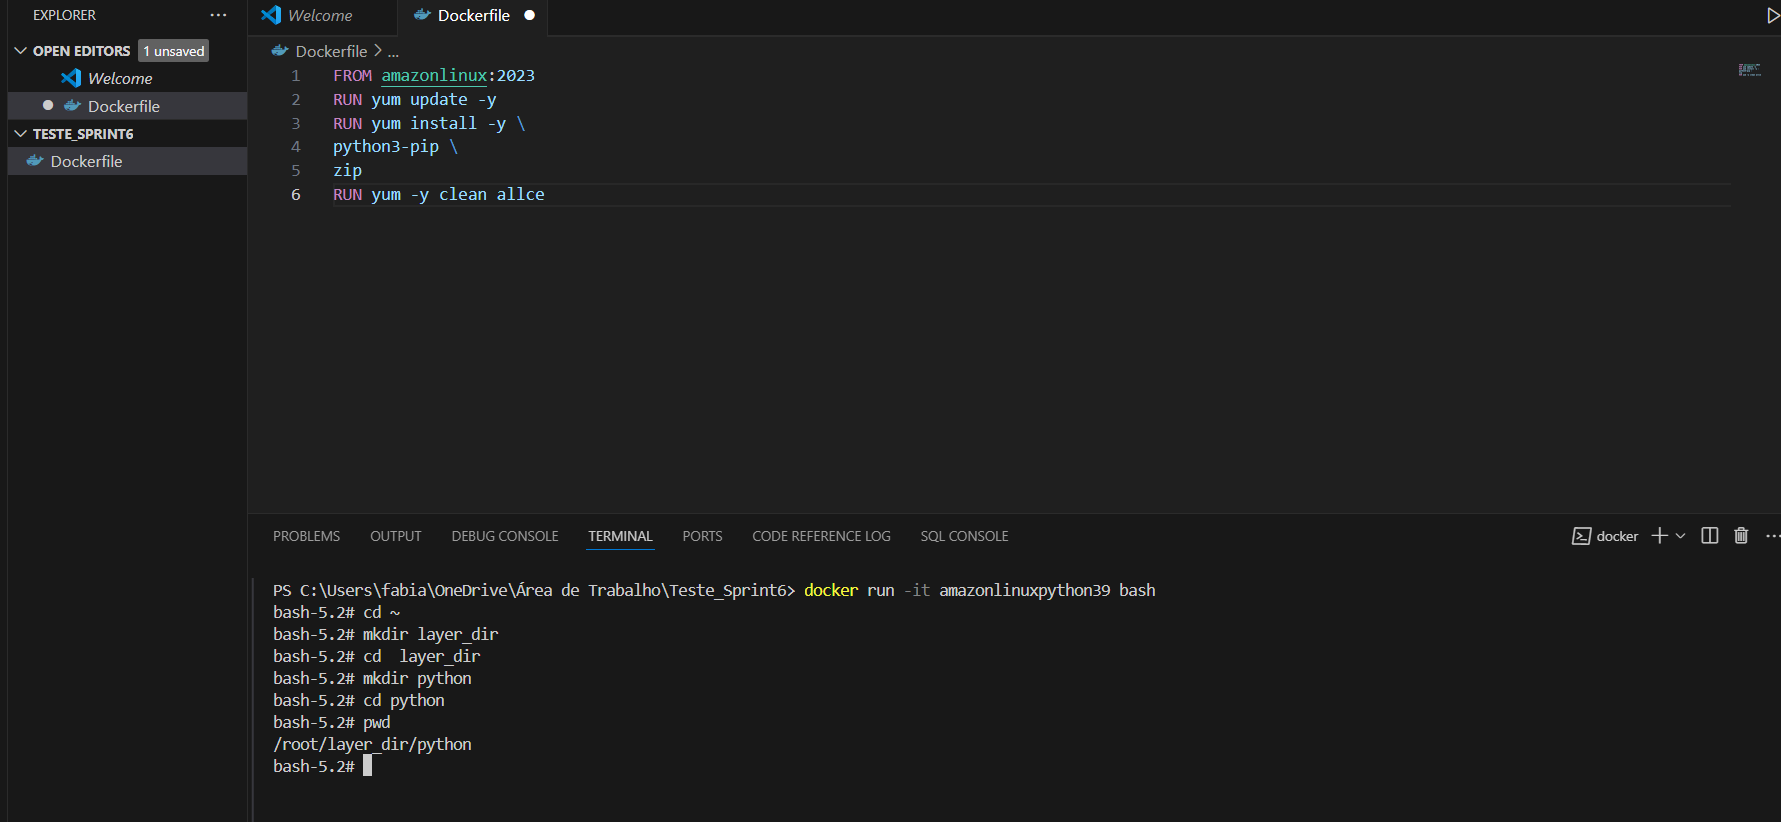 EXPLORER ...
OPEN EDITORS 1 unsaved
Welcome
Dockerfile
TESTE_SPRINT6
Dockerfile
Welcome Dockerfile
Dockerfile > ...
1 FROM amazonlinux:2023
2 RUN yum update -y
3 RUN yum install -y \
4 python3-pip \
5 zip
6 RUN yum -y clean allce
PROBLEMS OUTPUT DEBUG CONSOLE TERMINAL PORTS CODE REFERENCE LOG SQL CONSOLE docker
PS C:\Users\fabia\OneDrive\Área de Trabalho\Teste_Sprint6> docker run -it amazonlinuxpython39 bash
bash-5.2# cd ~
bash-5.2# mkdir layer_dir
bash-5.2# cd  layer_dir
bash-5.2# mkdir python
bash-5.2# cd python
bash-5.2# pwd
/root/layer_dir/python
bash-5.2#